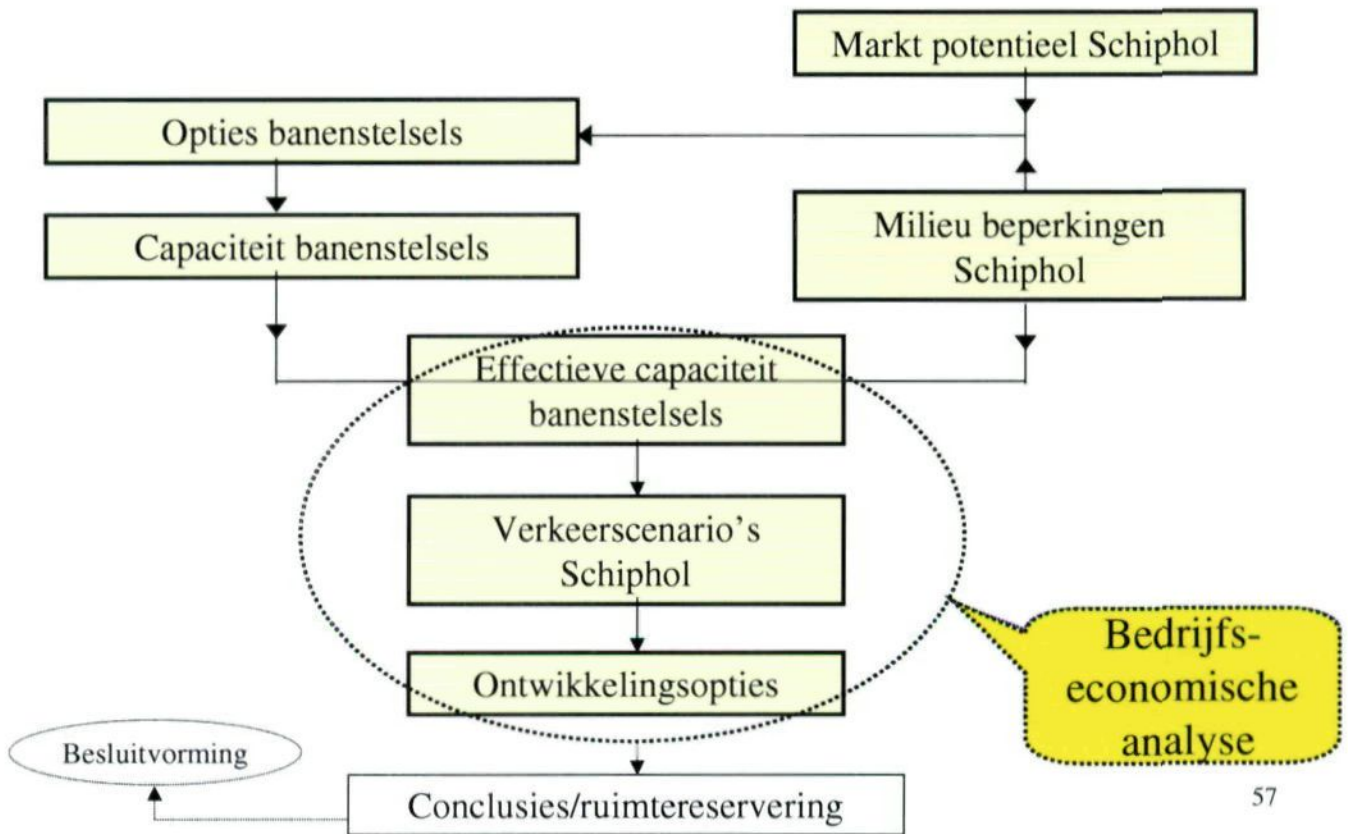 Markt potentieel Schiphol
Opties banenstelsels
Capaciteit banenstelsels
Milieu beperkingen
Schiphol
Effectieve capaciteit
banenstelsels
Verkeerscenario's
Schiphol
Ontwikkelingsopties
Bedrijfs-
economische
analyse
Besluitvorming
Conclusies/ruimtereservering
57